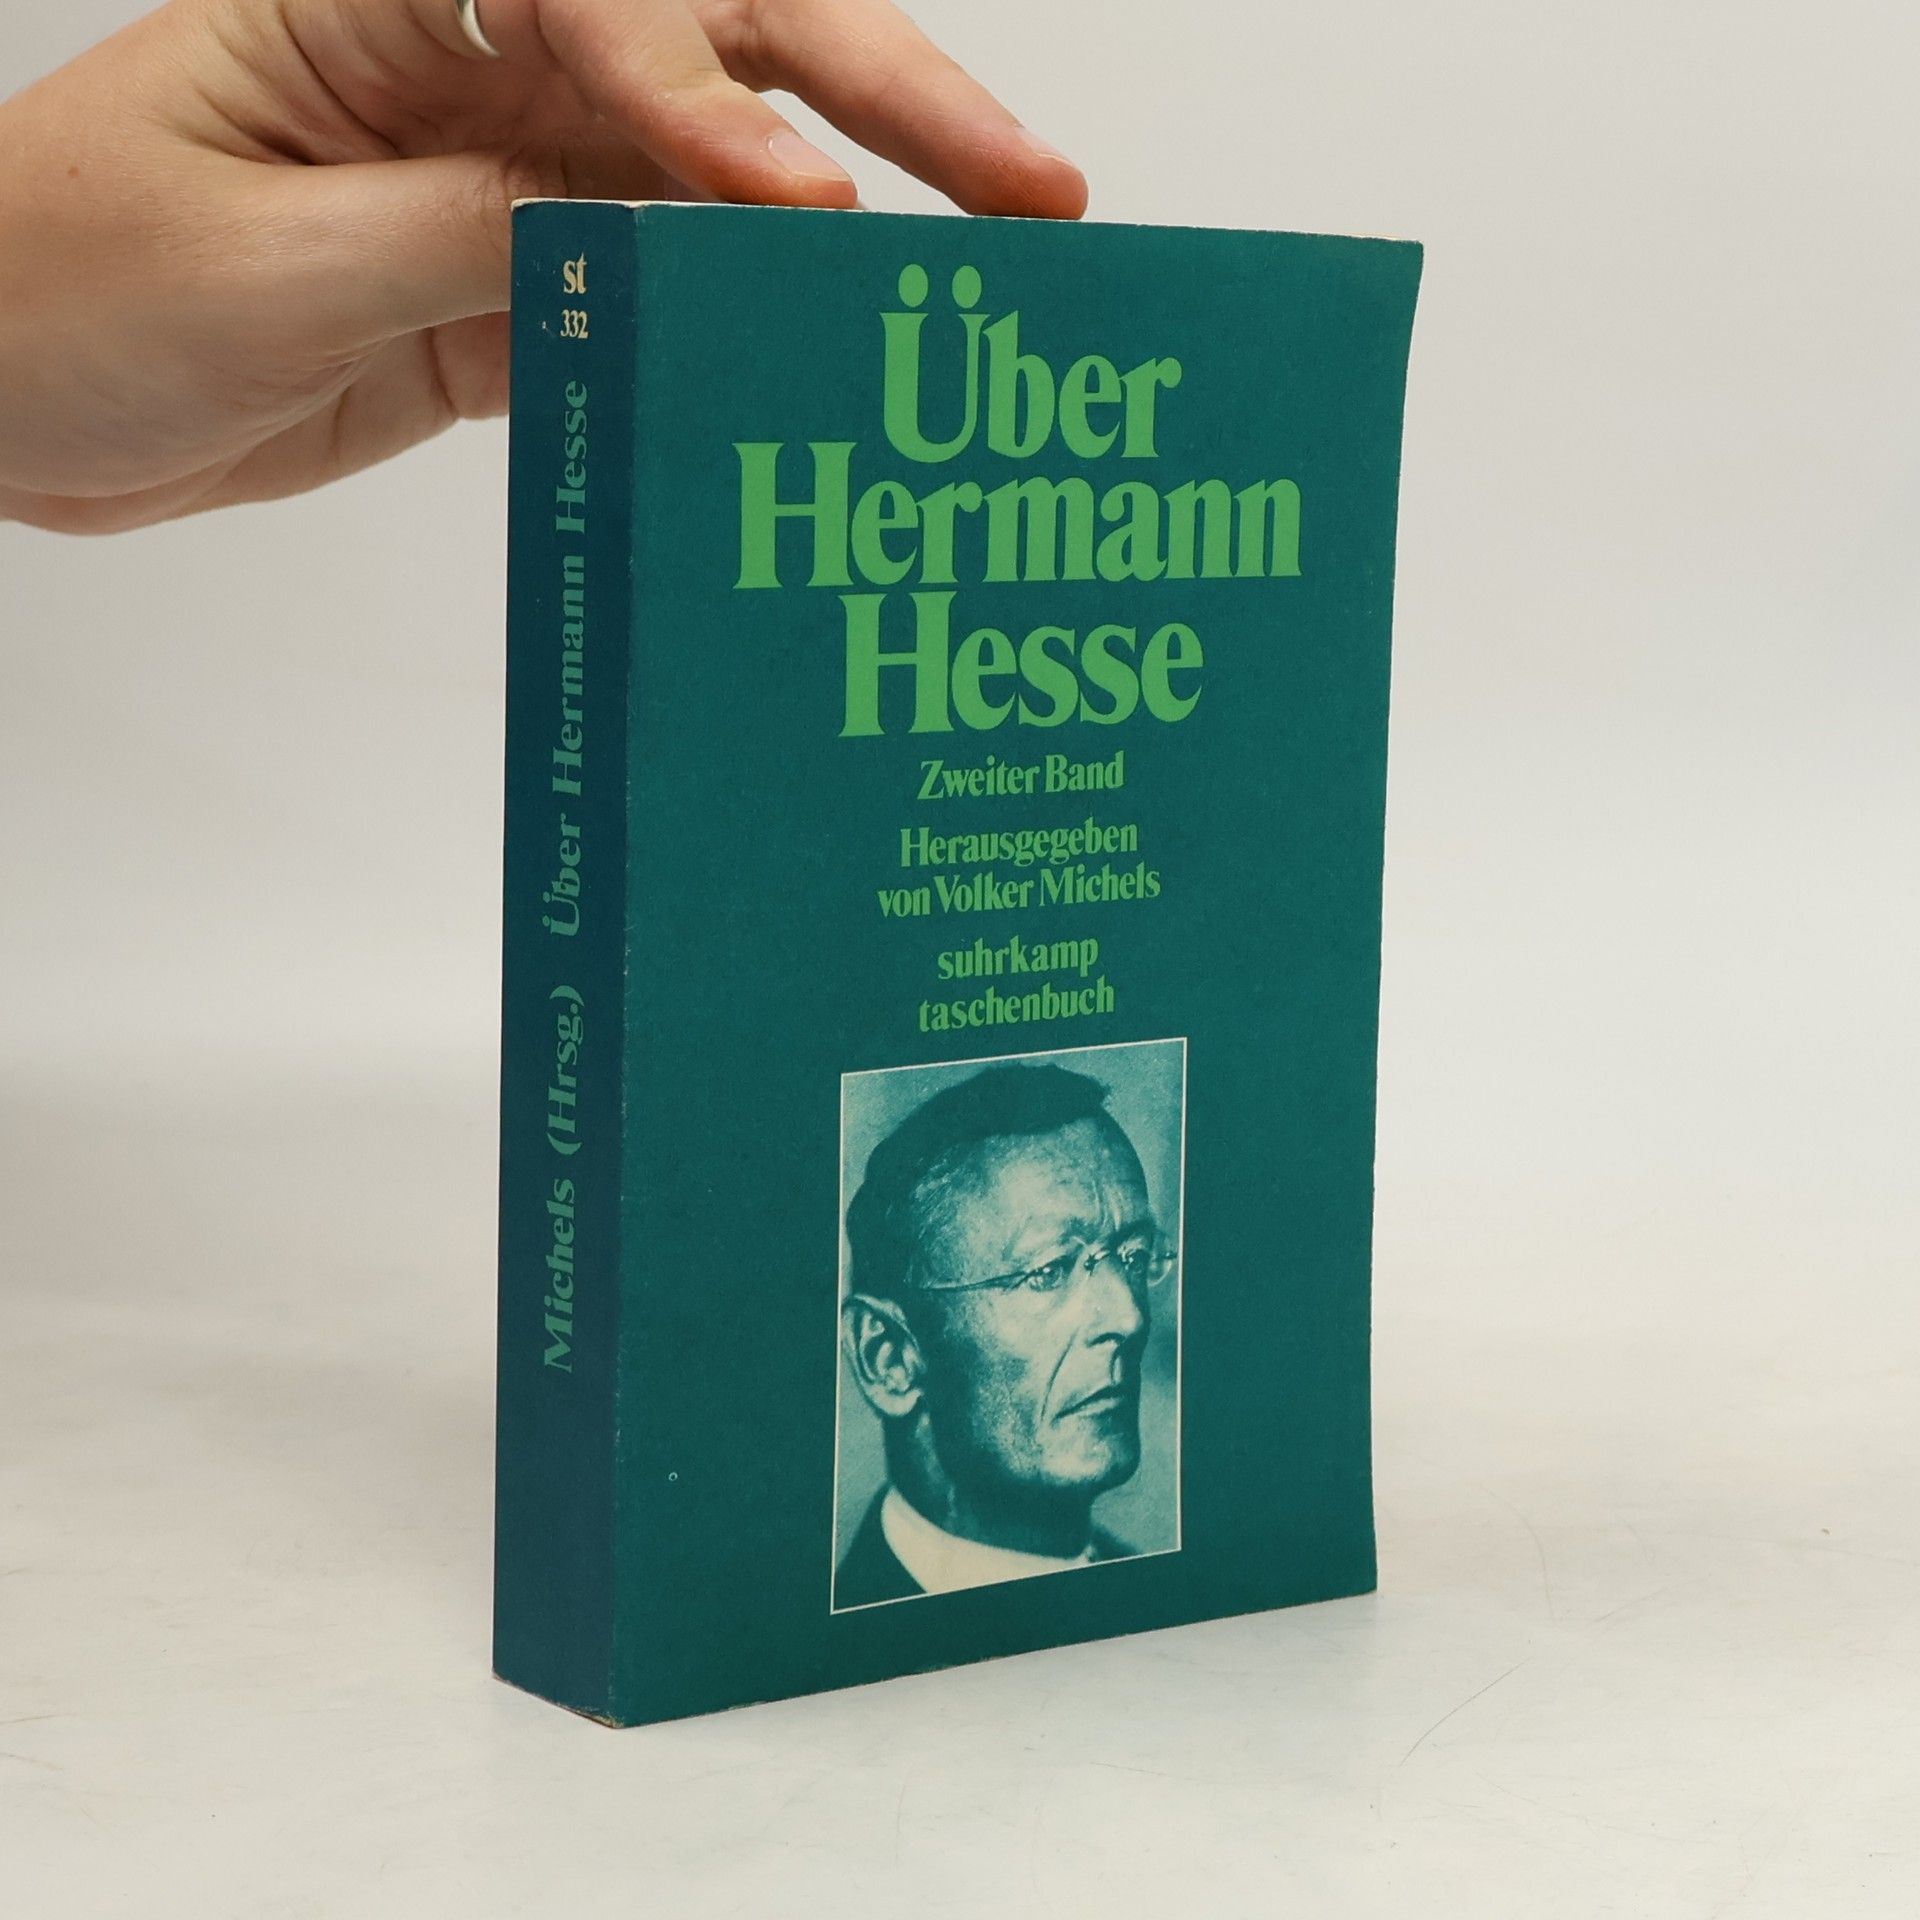 st
332
Michels (Hrsg.) Über Hermann Hesse
Über
Hermann
Hesse
Zweiter Band
Herausgegeben
von Volker Michels
suhrkamp
taschenbuch